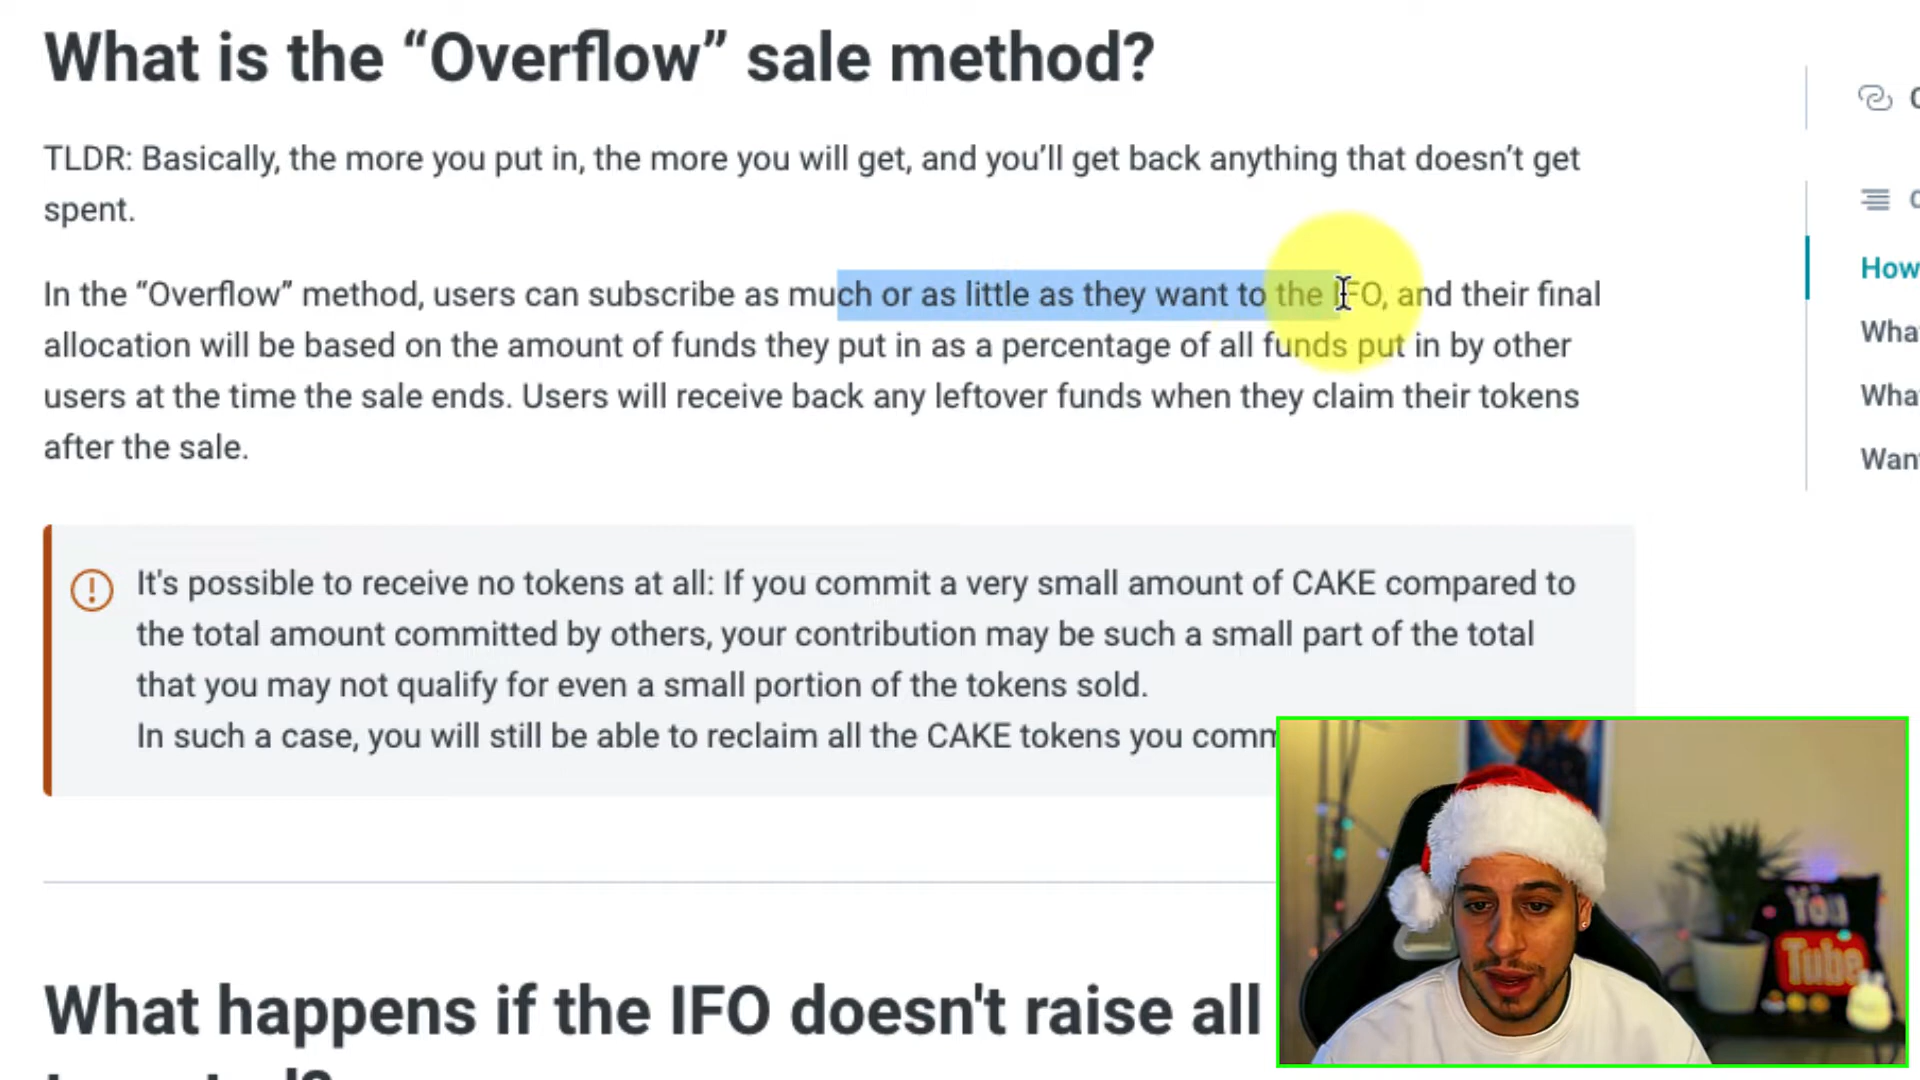 What is the “Overflow” sale method?
TLDR: Basically, the more you put in, the more you will get, and you’ll get back anything that doesn’t get
spent.
In the “Overflow” method, users can subscribe as much or as little as they want to the IFO, and their final
allocation will be based on the amount of funds they put in as a percentage of all funds put in by other
users at the time the sale ends. Users will receive back any leftover funds when they claim their tokens
after the sale.
It's possible to receive no tokens at all: If you commit a very small amount of CAKE compared to
the total amount committed by others, your contribution may be such a small part of the total
that you may not qualify for even a small portion of the tokens sold.
In such a case, you will still be able to reclaim all the CAKE tokens you comm
What happens if the IFO doesn't raise all
How
What
What
Want
You
Tube